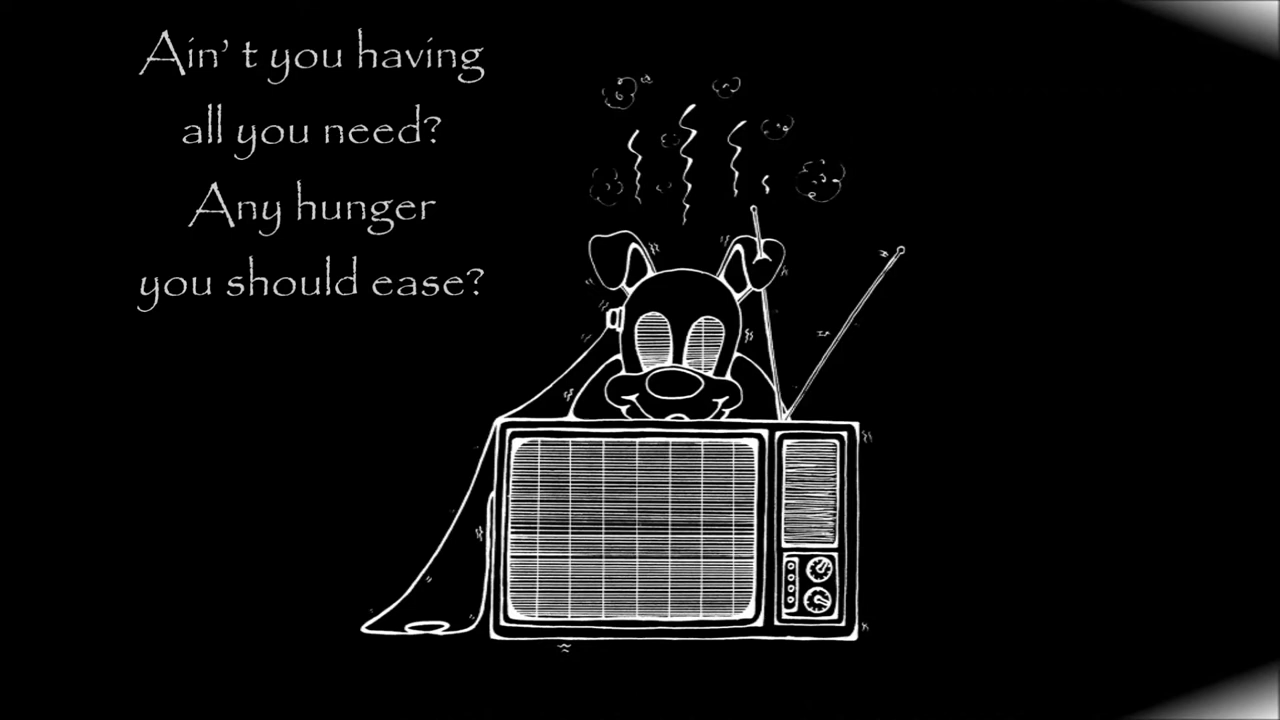 Ain' t you having
all you need?
Any hunger
you should ease?